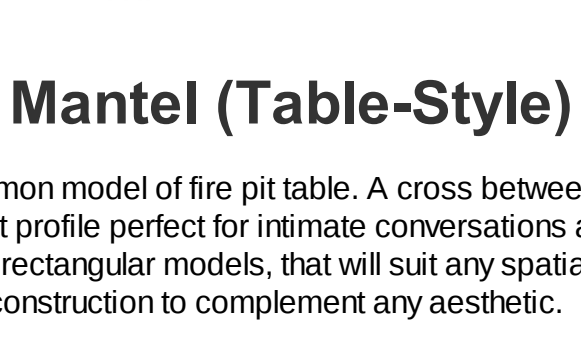 Mantel (Table-Style)
mon model of fire pit table. A cross betwee
t profile perfect for intimate conversations a
rectangular models, that will suit any spatia
onstruction to complement any aesthetic.